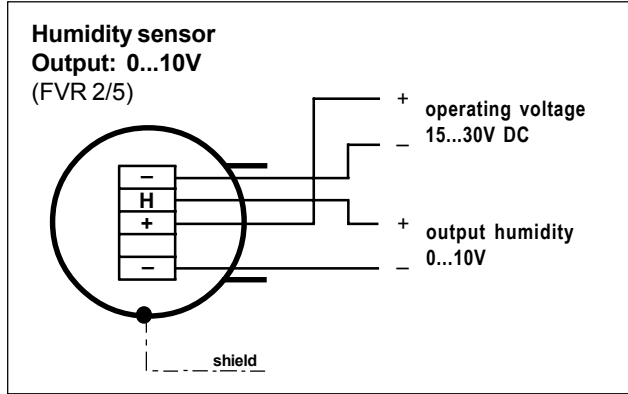 Humidity sensor
Output: 0...10V
(FVR 2/5)
+
operating voltage
–
15...30V DC
–
H
+
–
+
output humidity
–
0...10V
shield